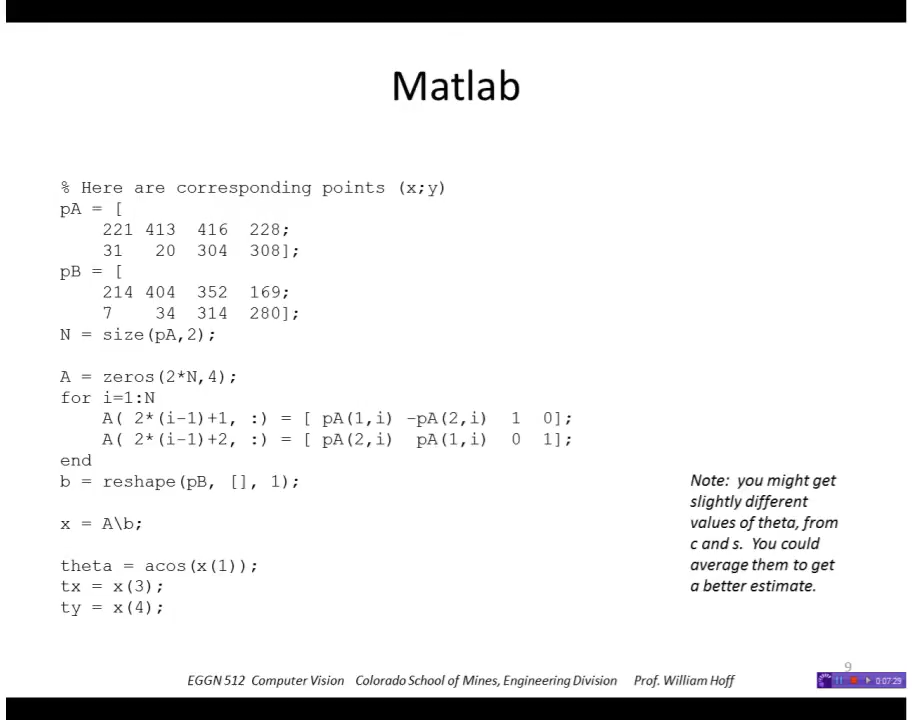 Matlab
% Here are corresponding points (x;y)
pA = [
221 413 416 228;
31 20 304 308];
pB = [
214 404 352 169;
7 34 314 280];
N = size(pA,2);
A = zeros(2*N,4);
for i=1:N
A( 2*(i-1)+1, :) = [ pA(1,i) -pA(2,i) 1 0];
A( 2*(i-1)+2, :) = [ pA(2,i) pA(1,i) 0 1];
end
b = reshape(pB, [], 1);
x = A\b;
theta = acos(x(1));
tx = x(3);
ty = x(4);
Note: you might get
slightly different
values of theta, from
c and s. You could
average them to get
a better estimate.
9
EGGN 512 Computer Vision Colorado School of Mines, Engineering Division Prof. William Hoff
0:07:29